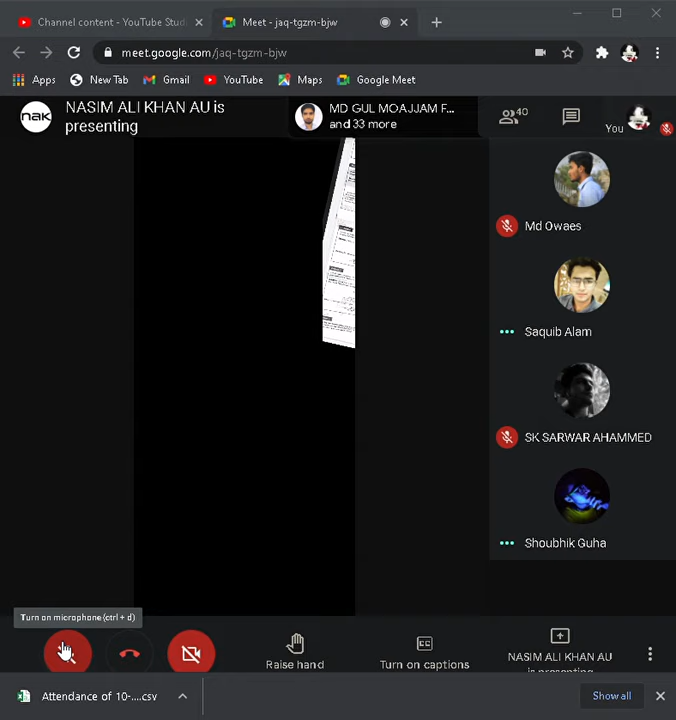 Channel content - YouTube Stud
Meet - jaq-tgzm-bjw
meet.google.com/jaq-tgzm-bjw
Apps
New Tab
Gmail
YouTube
Maps
Google Meet
nak
NASIM ALI KHAN AU is
presenting
MD GUL MOAJJAM F...
and 33 more
40
You
Md Owaes
Saquib Alam
SK SARWAR AHAMMED
Shoubhik Guha
Turn on microphone (ctrl + d)
Raise hand
Turn on captions
NASIM ALI KHAN AU
is presenting
Attendance of 10-....csv
Show all